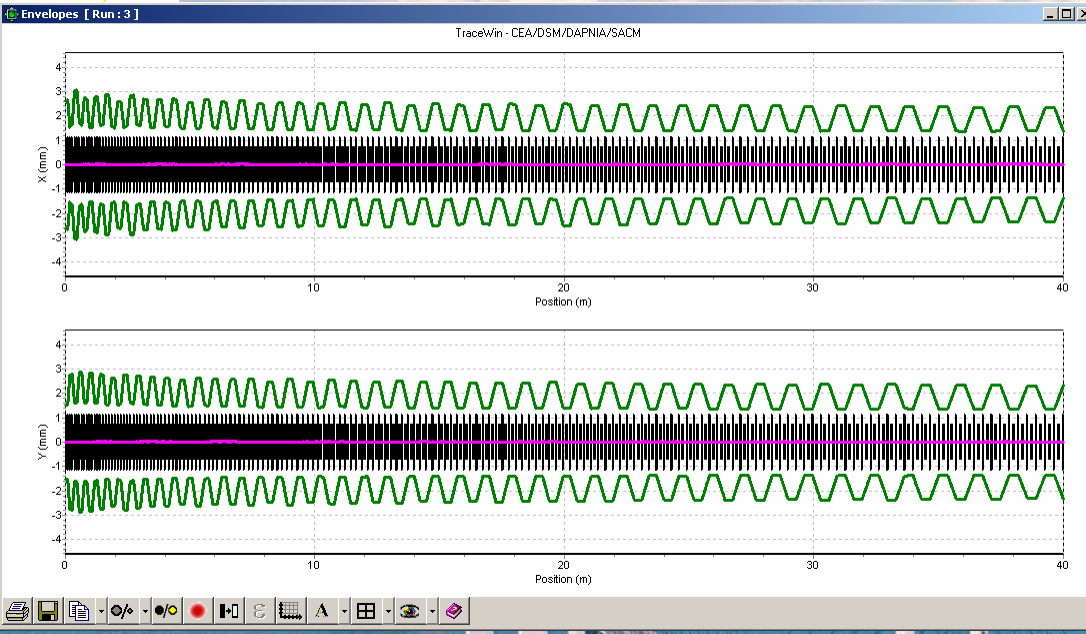 Envelopes [ Run : 3 ]
TraceWin - CEA/DSM/DAPNIA/SACM
X (mm)
4
3
2
1
0
-1
-2
-3
-4
0 10 20 30 40
Position (m)
Y (mm)
4
3
2
1
0
-1
-2
-3
-4
0 10 20 30 40
Position (m)
ε A